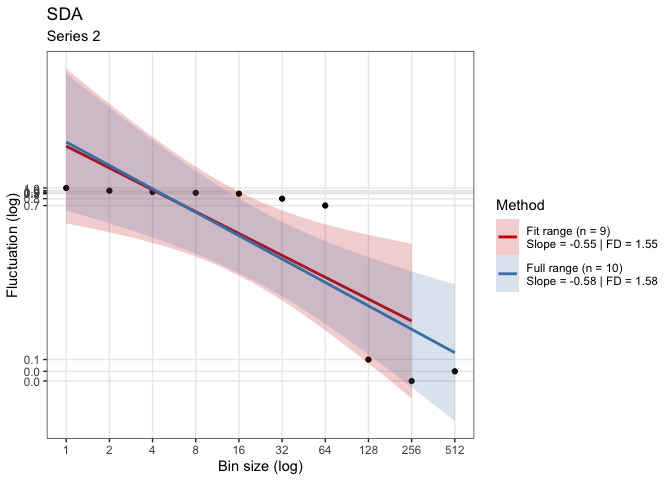 SDA
Series 2
Fluctuation (log)
1.0
0.7
0.1
0.0
0.0
1
2
4
8
16
32
64
128
256
512
Bin size (log)
Method
Fit range (n = 9)
Slope = -0.55 | FD = 1.55
Full range (n = 10)
Slope = -0.58 | FD = 1.58